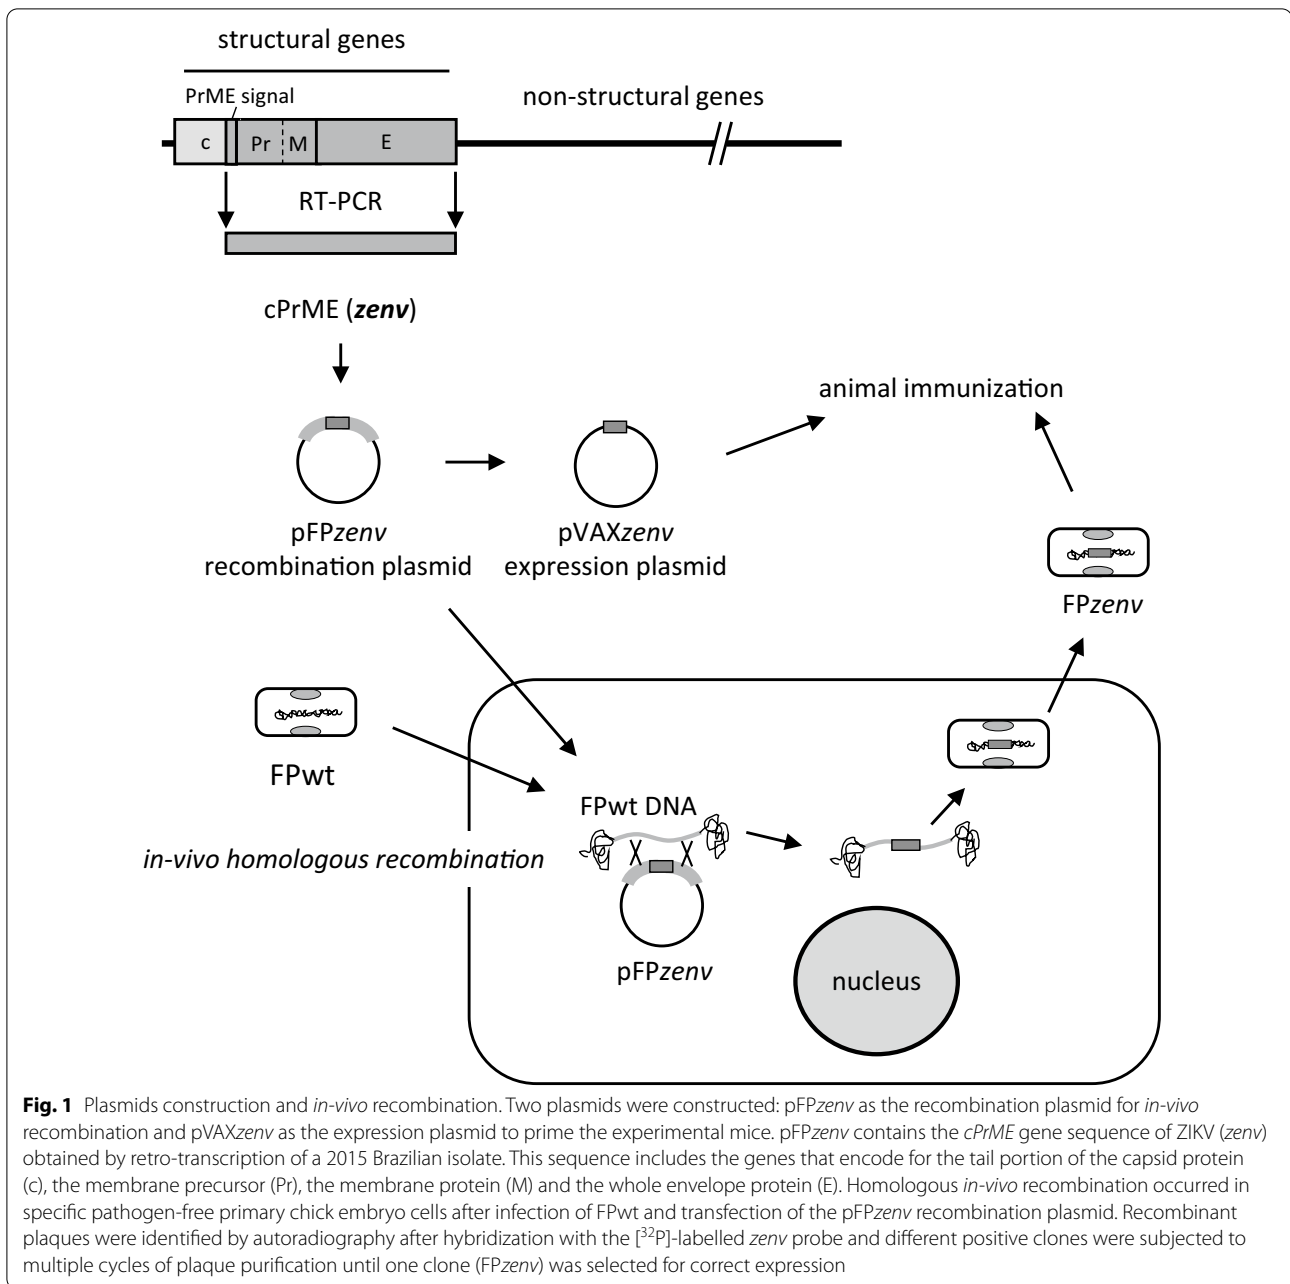 structural genes
PrME signal
non-structural genes
c Pr M E
RT-PCR
cPrME (zenv)
animal immunization
pFPzenv
recombination plasmid
pVAXzenv
expression plasmid
FPzenv
FPwt
FPwt DNA
in-vivo homologous recombination
pFPzenv
nucleus
Fig. 1 Plasmids construction and in-vivo recombination. Two plasmids were constructed: pFPzenv as the recombination plasmid for in-vivo
recombination and pVAXzenv as the expression plasmid to prime the experimental mice. pFPzenv contains the cPrME gene sequence of ZIKV (zenv)
obtained by retro-transcription of a 2015 Brazilian isolate. This sequence includes the genes that encode for the tail portion of the capsid protein
(c), the membrane precursor (Pr), the membrane protein (M) and the whole envelope protein (E). Homologous in-vivo recombination occurred in
specific pathogen-free primary chick embryo cells after infection of FPwt and transfection of the pFPzenv recombination plasmid. Recombinant
plaques were identified by autoradiography after hybridization with the [³²P]-labelled zenv probe and different positive clones were subjected to
multiple cycles of plaque purification until one clone (FPzenv) was selected for correct expression